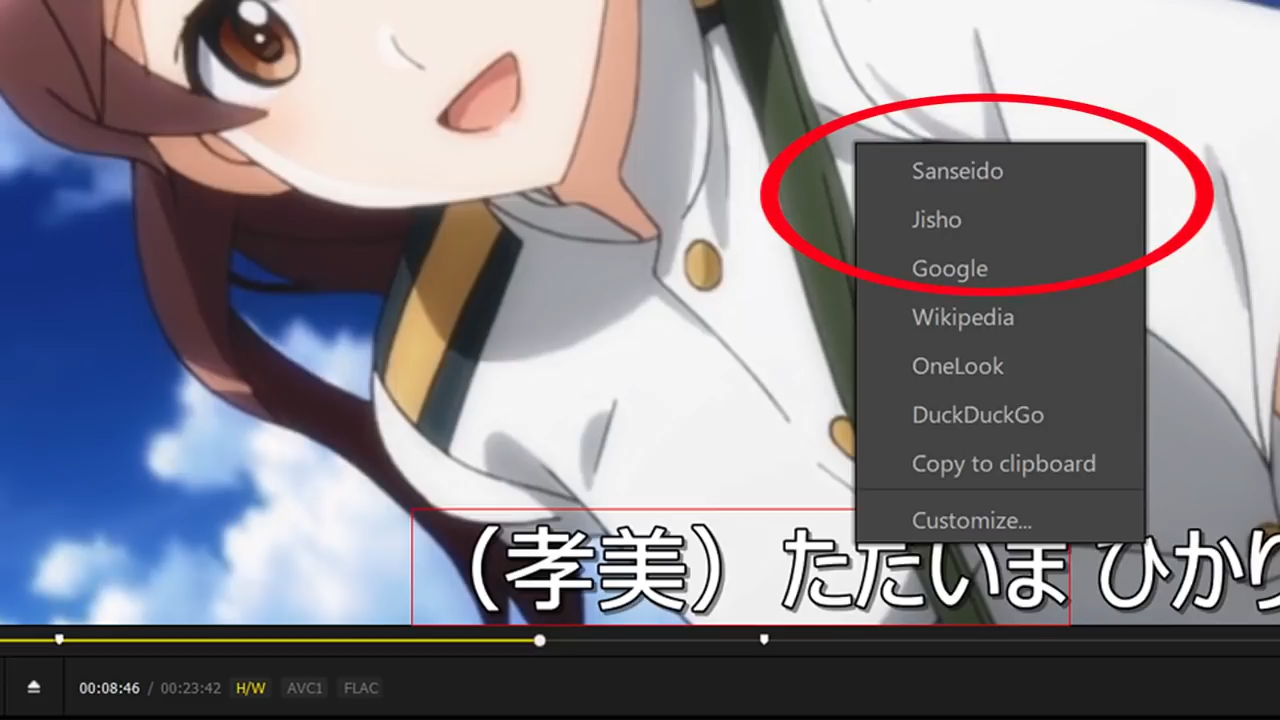 Sanseido
Jisho
Google
Wikipedia
OneLook
DuckDuckGo
Copy to clipboard
Customize...
（孝美） ただいま ひかり
00:08:46 / 00:23:42 H/W AVC1 FLAC